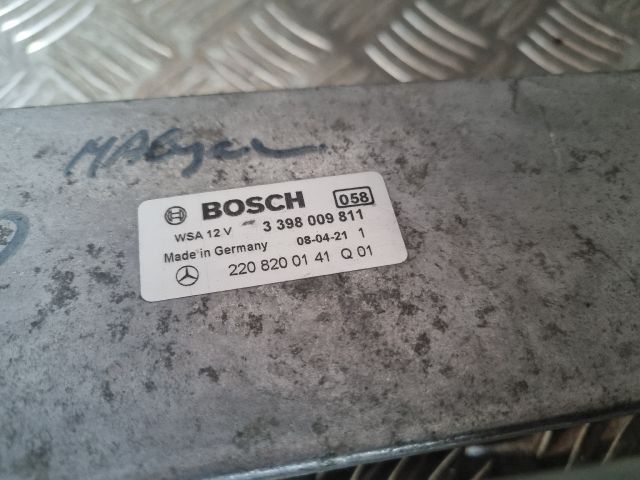 BOSCH 058
WSA 12 V 3 398 009 811
Made in Germany 08-04-21 1
220 820 01 41 Q 01